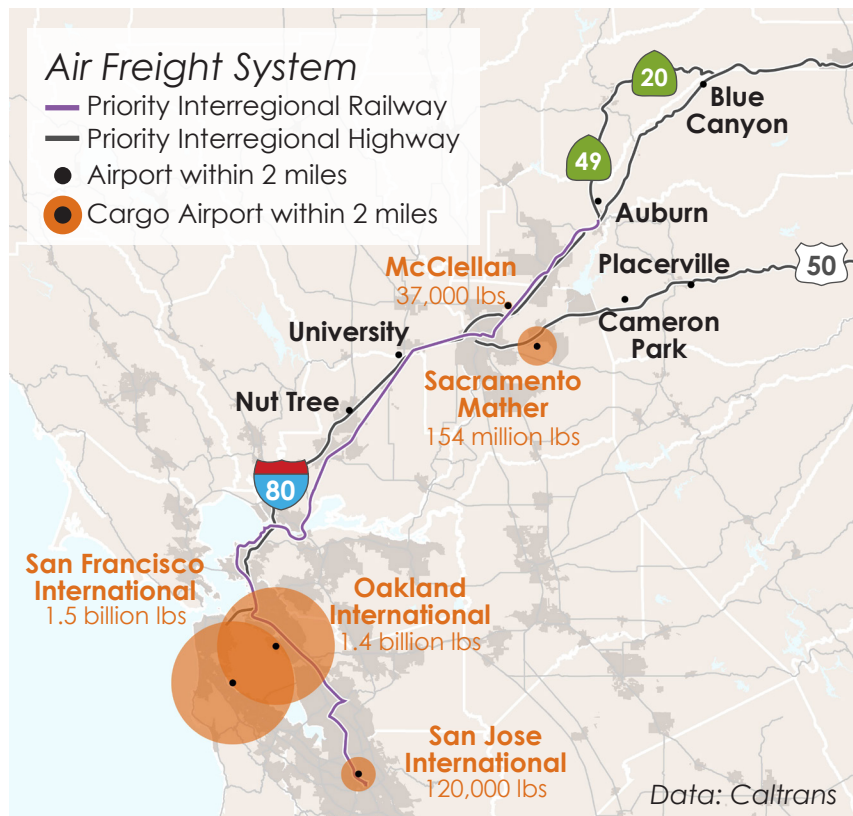 Air Freight System
Priority Interregional Railway
Priority Interregional Highway
Airport within 2 miles
Cargo Airport within 2 miles
20
Blue
Canyon
49
Auburn
McClellan
37,000 lbs
Placerville
50
Cameron
Park
University
Sacramento
Mather
154 million lbs
Nut Tree
80
San Francisco
International
1.5 billion lbs
Oakland
International
1.4 billion lbs
San Jose
International
120,000 lbs
Data: Caltrans